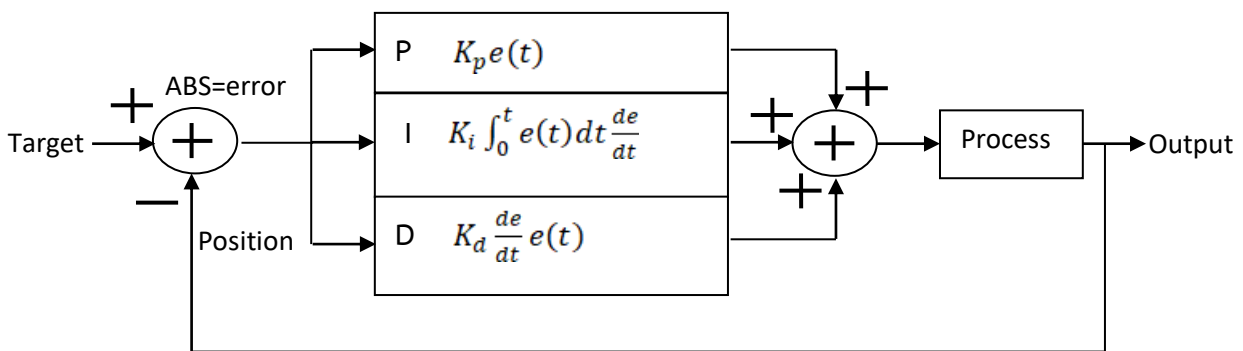 P K_p e(t)
ABS=error
Target
+
+
I K_i ∫_0^t e(t)dt de/dt
+
+
+
+
Process
Output
−
Position
D K_d de/dt e(t)